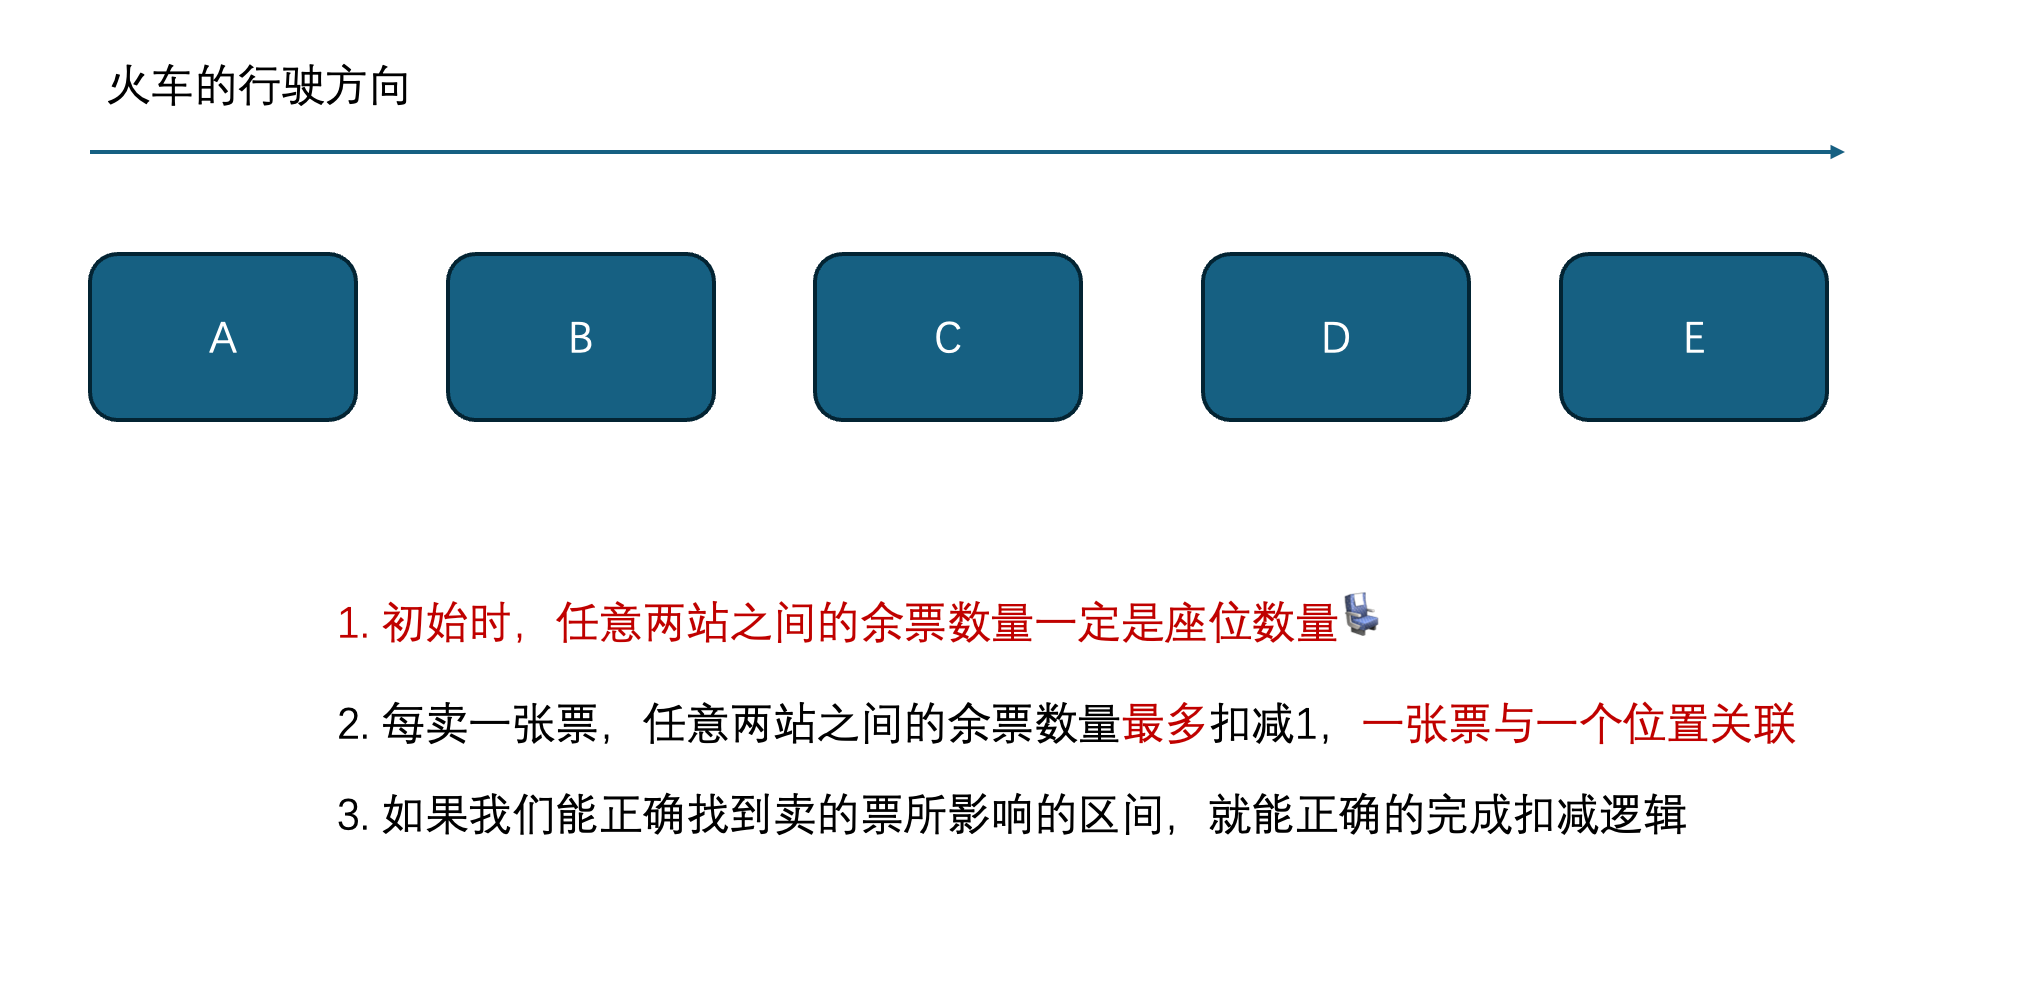 火车的行驶方向
A
B
C
D
E
1. 初始时，任意两站之间的余票数量一定是座位数量💺
2. 每卖一张票，任意两站之间的余票数量最多扣减1，一张票与一个位置关联
3. 如果我们能正确找到卖的票所影响的区间，就能正确的完成扣减逻辑